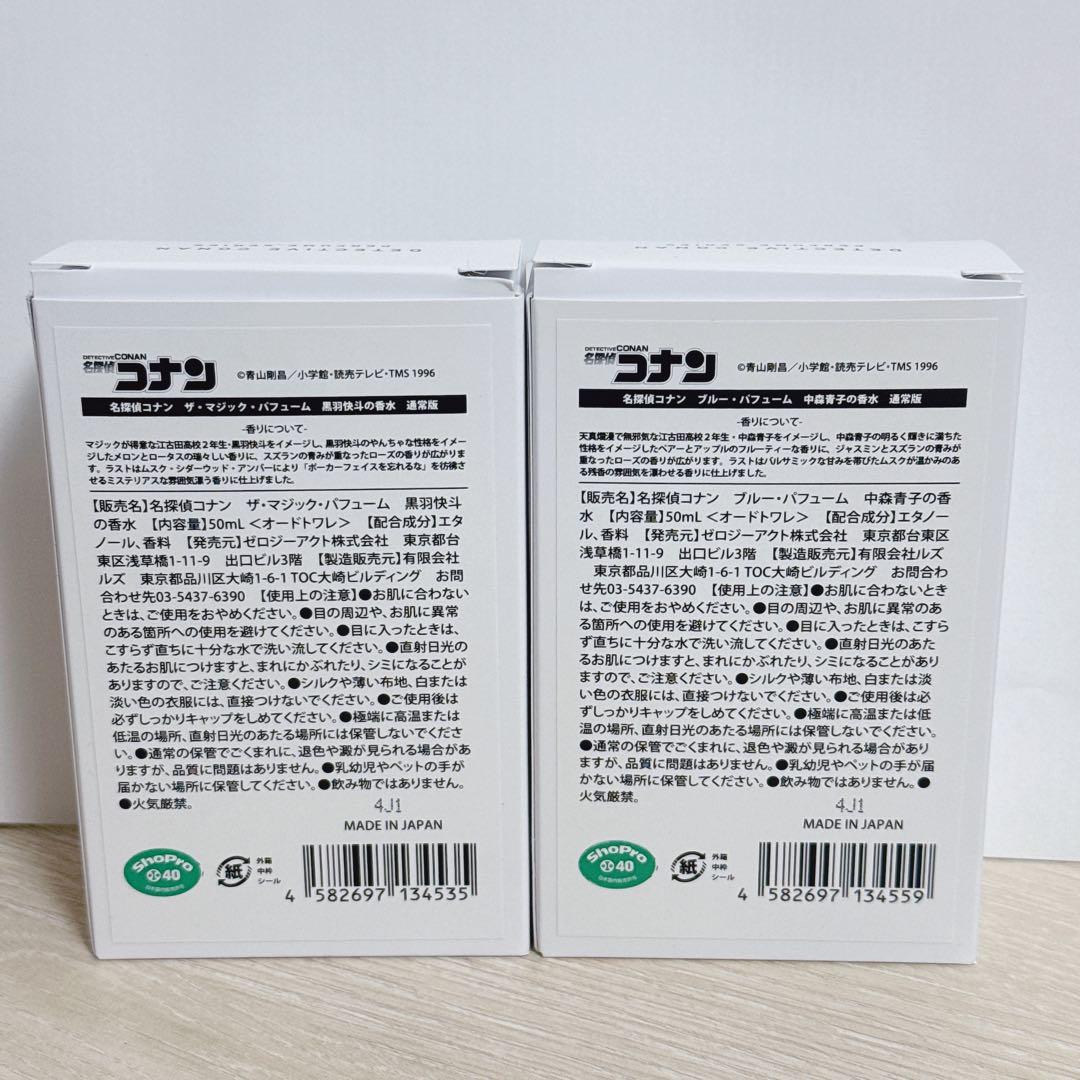 DETECTIVE CONAN
DETECTIVE CONAN
名探偵コナン
©青山剛昌／小学館・読売テレビ・TMS 1996
名探偵コナン ザ・マジック・パフューム 黒羽快斗の香水 通常版
-香りについて-
マジックが得意な江古田高校２年生・黒羽快斗をイメージし、黒羽快斗のやんちゃな性格をイメー
ジしたメロンとロータスの瑞々しい香りに、スズランの青みが重なったローズの香りが広がりま
す。ラストはムスク・シダーウッド・アンバーにより「ポーカーフェイスを忘れるな」を彷彿さ
せるミステリアスな雰囲気漂う香りに仕上げました。
【販売名】名探偵コナン ザ・マジック・パフューム 黒羽快斗
の香水 【内容量】50mL ＜オードトワレ＞ 【配合成分】エタ
ノール、香料 【発売元】ゼロジーアクト株式会社 東京都台
東区浅草橋1-11-9 出口ビル3階 【製造販売元】有限会社
ルズ 東京都品川区大崎1-6-1 TOC大崎ビルディング お問
合わせ先03-5437-6390 【使用上の注意】●お肌に合わない
ときは、ご使用をおやめください。●目の周辺や、お肌に異常
のある箇所への使用を避けてください。●目に入ったときは、
こすらず直ちに十分な水で洗い流してください。●直射日光の
あたるお肌につけますと、まれにかぶれたり、シミになることが
ありますので、ご注意ください。●シルクや薄い布地、白または
淡い色の衣服には、直接つけないでください。●ご使用後は
必ずしっかりキャップをしめてください。●極端に高温または
低温の場所、直射日光のあたる場所には保管しないでくださ
い。●通常の保管でごくまれに、退色や澱が見られる場合があ
りますが、品質に問題はありません。●乳幼児やペットの手が
届かない場所に保管してください。●飲み物ではありません。
●火気厳禁。
4J1
MADE IN JAPAN
ShoPro
40
紙
外箱
中枠
シール
4 582697 134535
DETECTIVE CONAN
DETECTIVE CONAN
名探偵コナン
©青山剛昌／小学館・読売テレビ・TMS 1996
名探偵コナン ブルー・パフューム 中森青子の香水 通常版
-香りについて-
天真爛漫で無邪気な江古田高校２年生・中森青子をイメージし、中森青子の明るく輝きに満ちた
性格をイメージしたペアーとアップルのフルーティーな香りに、ジャスミンとスズランの青みが
重なったローズの香りが広がります。ラストはバルサミックな甘みを帯びたムスクが温かみのあ
る残香の雰囲気を漂わせる香りに仕上げました。
【販売名】名探偵コナン ブルー・パフューム 中森青子の香
水 【内容量】50mL ＜オードトワレ＞ 【配合成分】エタノー
ル、香料 【発売元】ゼロジーアクト株式会社 東京都台東区
浅草橋1-11-9 出口ビル3階 【製造販売元】有限会社ルズ
東京都品川区大崎1-6-1 TOC大崎ビルディング お問合わ
せ先03-5437-6390 【使用上の注意】●お肌に合わないとき
は、ご使用をおやめください。●目の周辺や、お肌に異常のあ
る箇所への使用を避けてください。●目に入ったときは、こすら
ず直ちに十分な水で洗い流してください。●直射日光のあた
るお肌につけますと、まれにかぶれたり、シミになることがあり
ますので、ご注意ください。●シルクや薄い布地、白または淡
い色の衣服には、直接つけないでください。●ご使用後は必
ずしっかりキャップをしめてください。●極端に高温または低
温の場所、直射日光のあたる場所には保管しないでください。
●通常の保管でごくまれに、退色や澱が見られる場合があり
ますが、品質に問題はありません。●乳幼児やペットの手が届
かない場所に保管してください。●飲み物ではありません。●
火気厳禁。
4J1
MADE IN JAPAN
ShoPro
40
紙
外箱
中枠
シール
4 582697 134559